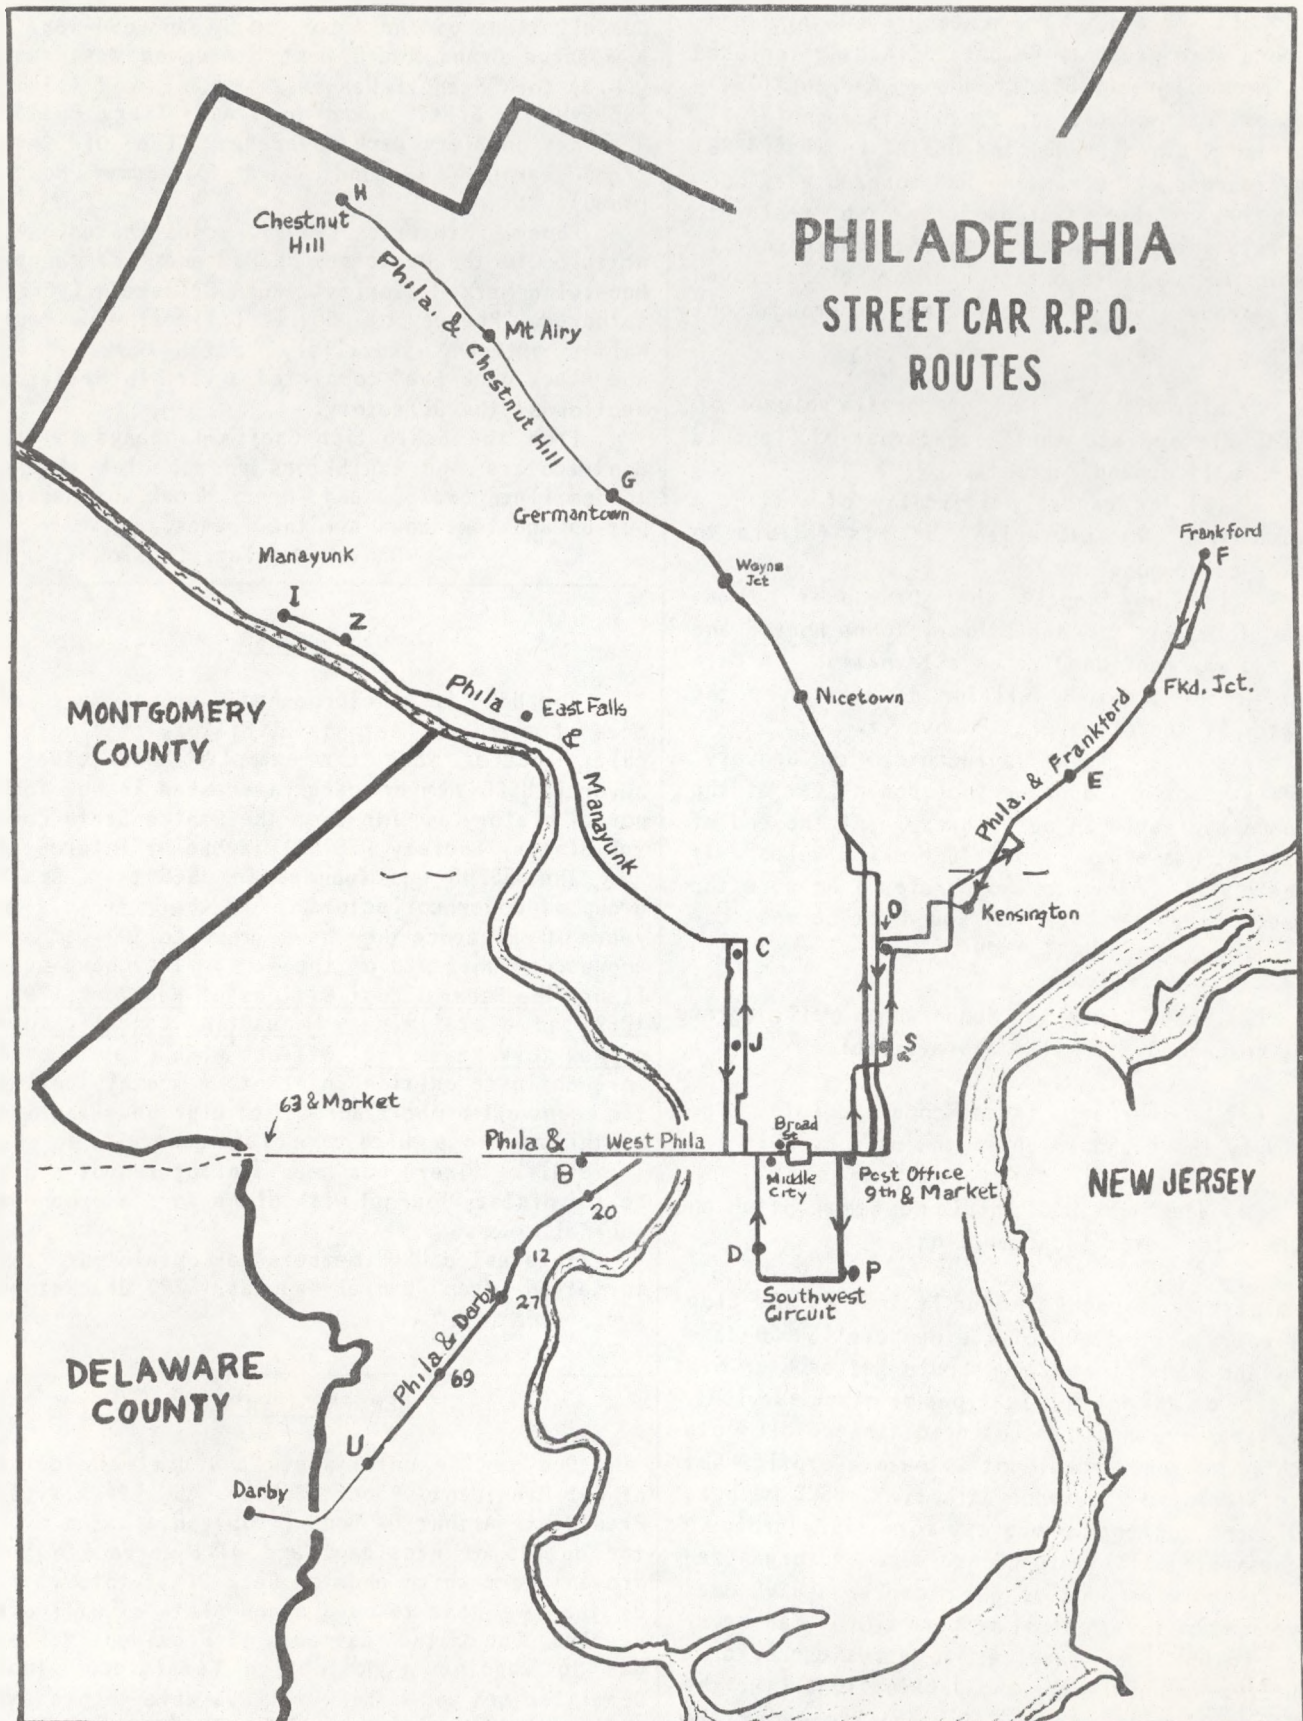 PHILADELPHIA
STREET CAR R.P.O.
ROUTES
H
Chestnut
Hill
Phila. & Chestnut Hill
Mt Airy
G
Germantown
Wayne
Jct
Nicetown
Frankford
F
Fkd. Jct.
Phila. & Frankford
E
Kensington
O
Manayunk
I
Z
Phila & Manayunk
East Falls
MONTGOMERY
COUNTY
C
J
S
63 & Market
Phila & West Phila
Broad
St
B
Middle
City
Post Office
9th & Market
NEW JERSEY
20
12
D
P
27
Southwest
Circuit
Phila & Darby
69
DELAWARE
COUNTY
U
Darby